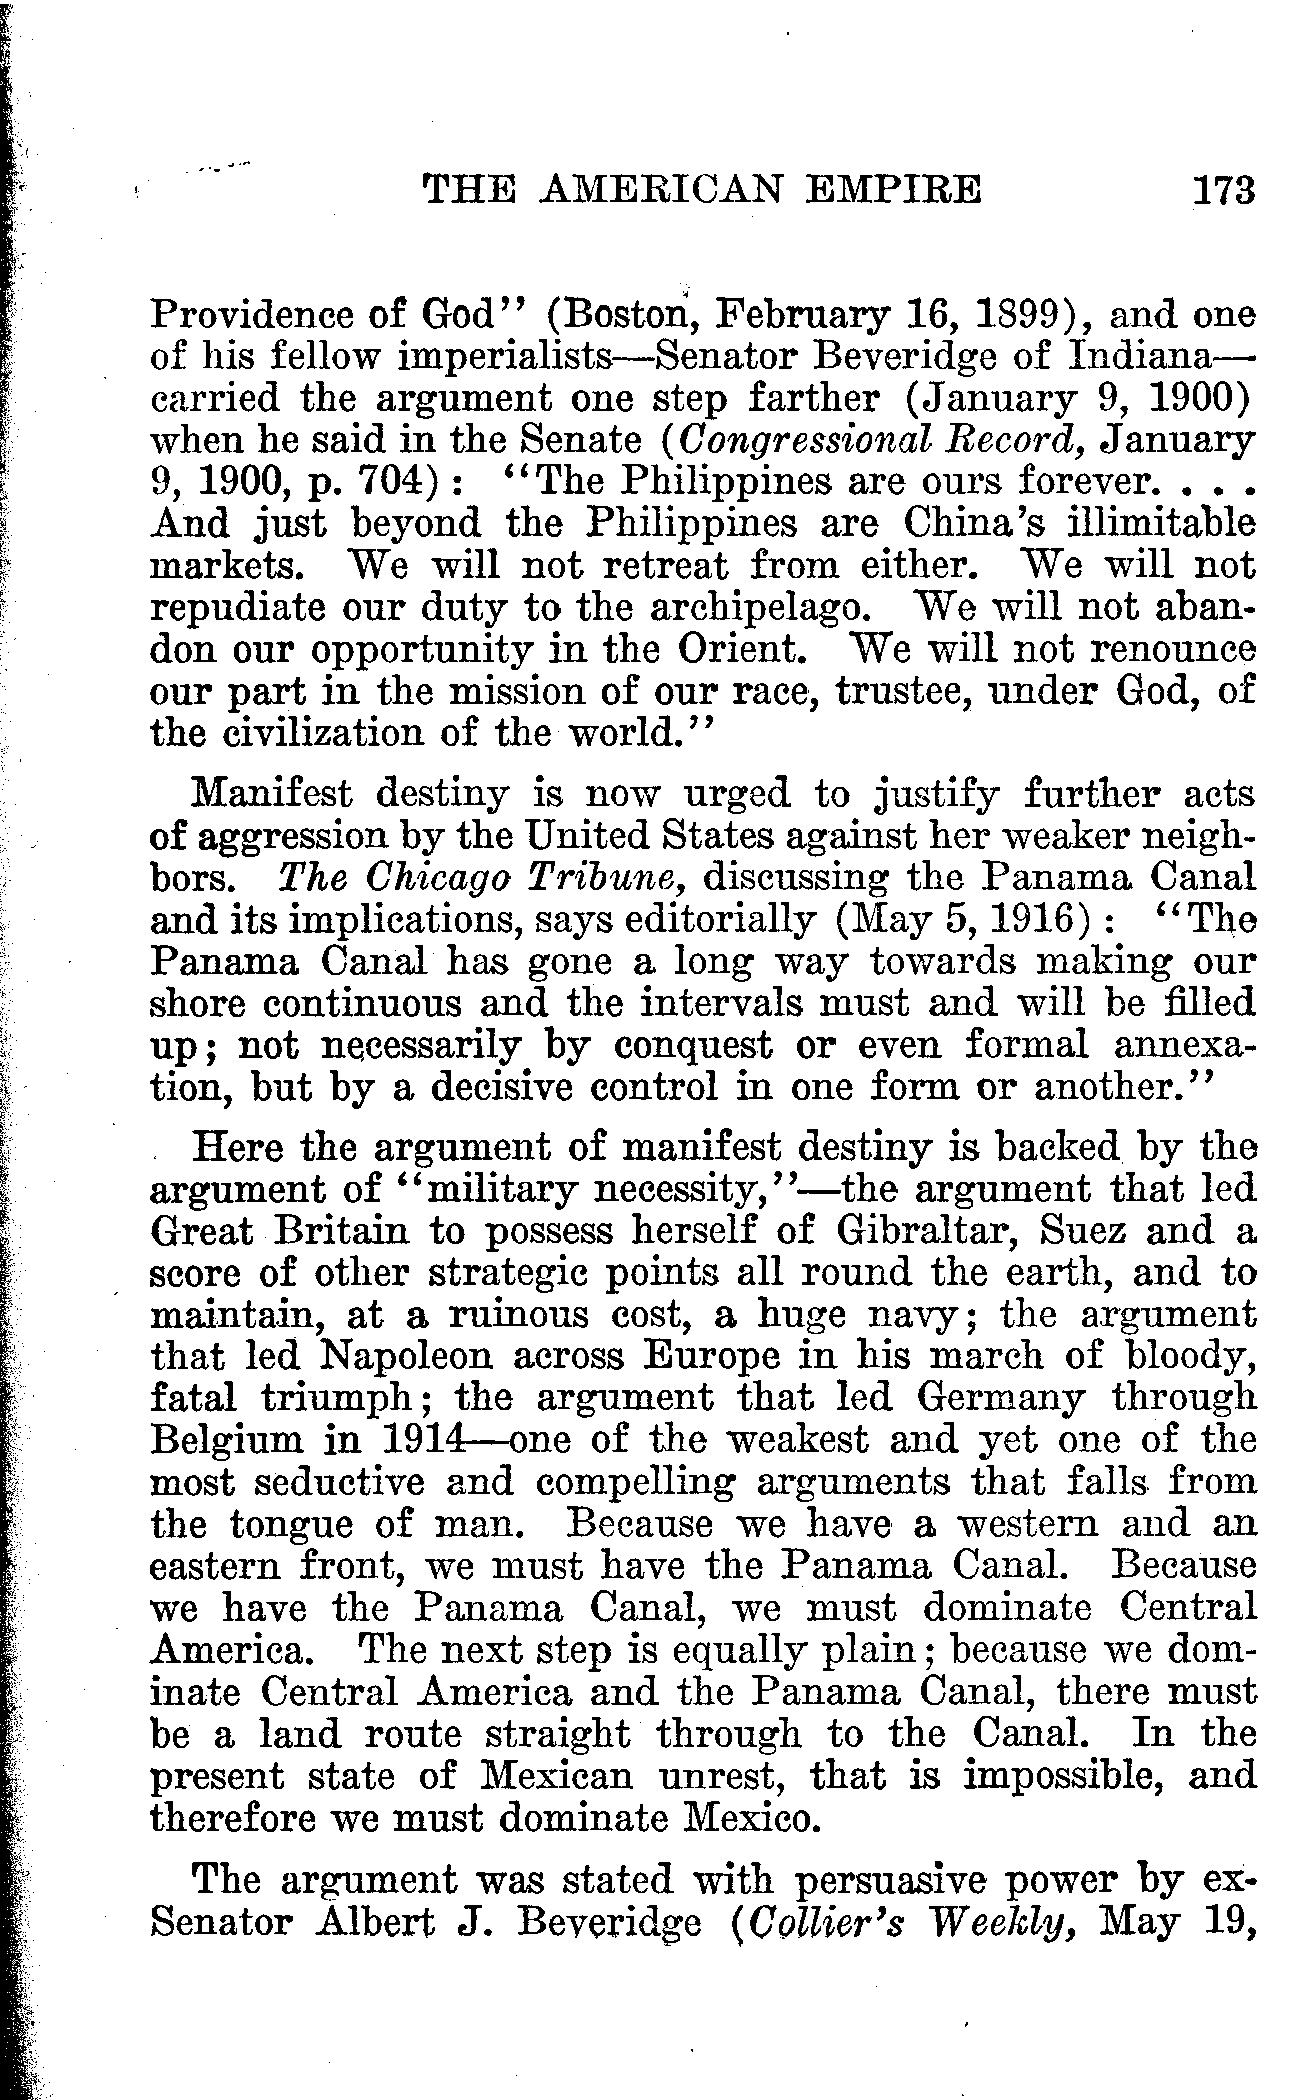 THE AMERICAN EMPIRE 173
Providence of God" (Boston, February 16, 1899), and one
of his fellow imperialists—Senator Beveridge of Indiana—
carried the argument one step farther (January 9, 1900)
when he said in the Senate (Congressional Record, January
9, 1900, p. 704) : "The Philippines are ours forever. . . .
And just beyond the Philippines are China's illimitable
markets. We will not retreat from either. We will not
repudiate our duty to the archipelago. We will not aban-
don our opportunity in the Orient. We will not renounce
our part in the mission of our race, trustee, under God, of
the civilization of the world."
Manifest destiny is now urged to justify further acts
of aggression by the United States against her weaker neigh-
bors. The Chicago Tribune, discussing the Panama Canal
and its implications, says editorially (May 5, 1916) : "The
Panama Canal has gone a long way towards making our
shore continuous and the intervals must and will be filled
up; not necessarily by conquest or even formal annexa-
tion, but by a decisive control in one form or another."
Here the argument of manifest destiny is backed by the
argument of "military necessity,"—the argument that led
Great Britain to possess herself of Gibraltar, Suez and a
score of other strategic points all round the earth, and to
maintain, at a ruinous cost, a huge navy; the argument
that led Napoleon across Europe in his march of bloody,
fatal triumph; the argument that led Germany through
Belgium in 1914—one of the weakest and yet one of the
most seductive and compelling arguments that falls from
the tongue of man. Because we have a western and an
eastern front, we must have the Panama Canal. Because
we have the Panama Canal, we must dominate Central
America. The next step is equally plain; because we dom-
inate Central America and the Panama Canal, there must
be a land route straight through to the Canal. In the
present state of Mexican unrest, that is impossible, and
therefore we must dominate Mexico.
The argument was stated with persuasive power by ex-
Senator Albert J. Beveridge (Collier's Weekly, May 19,